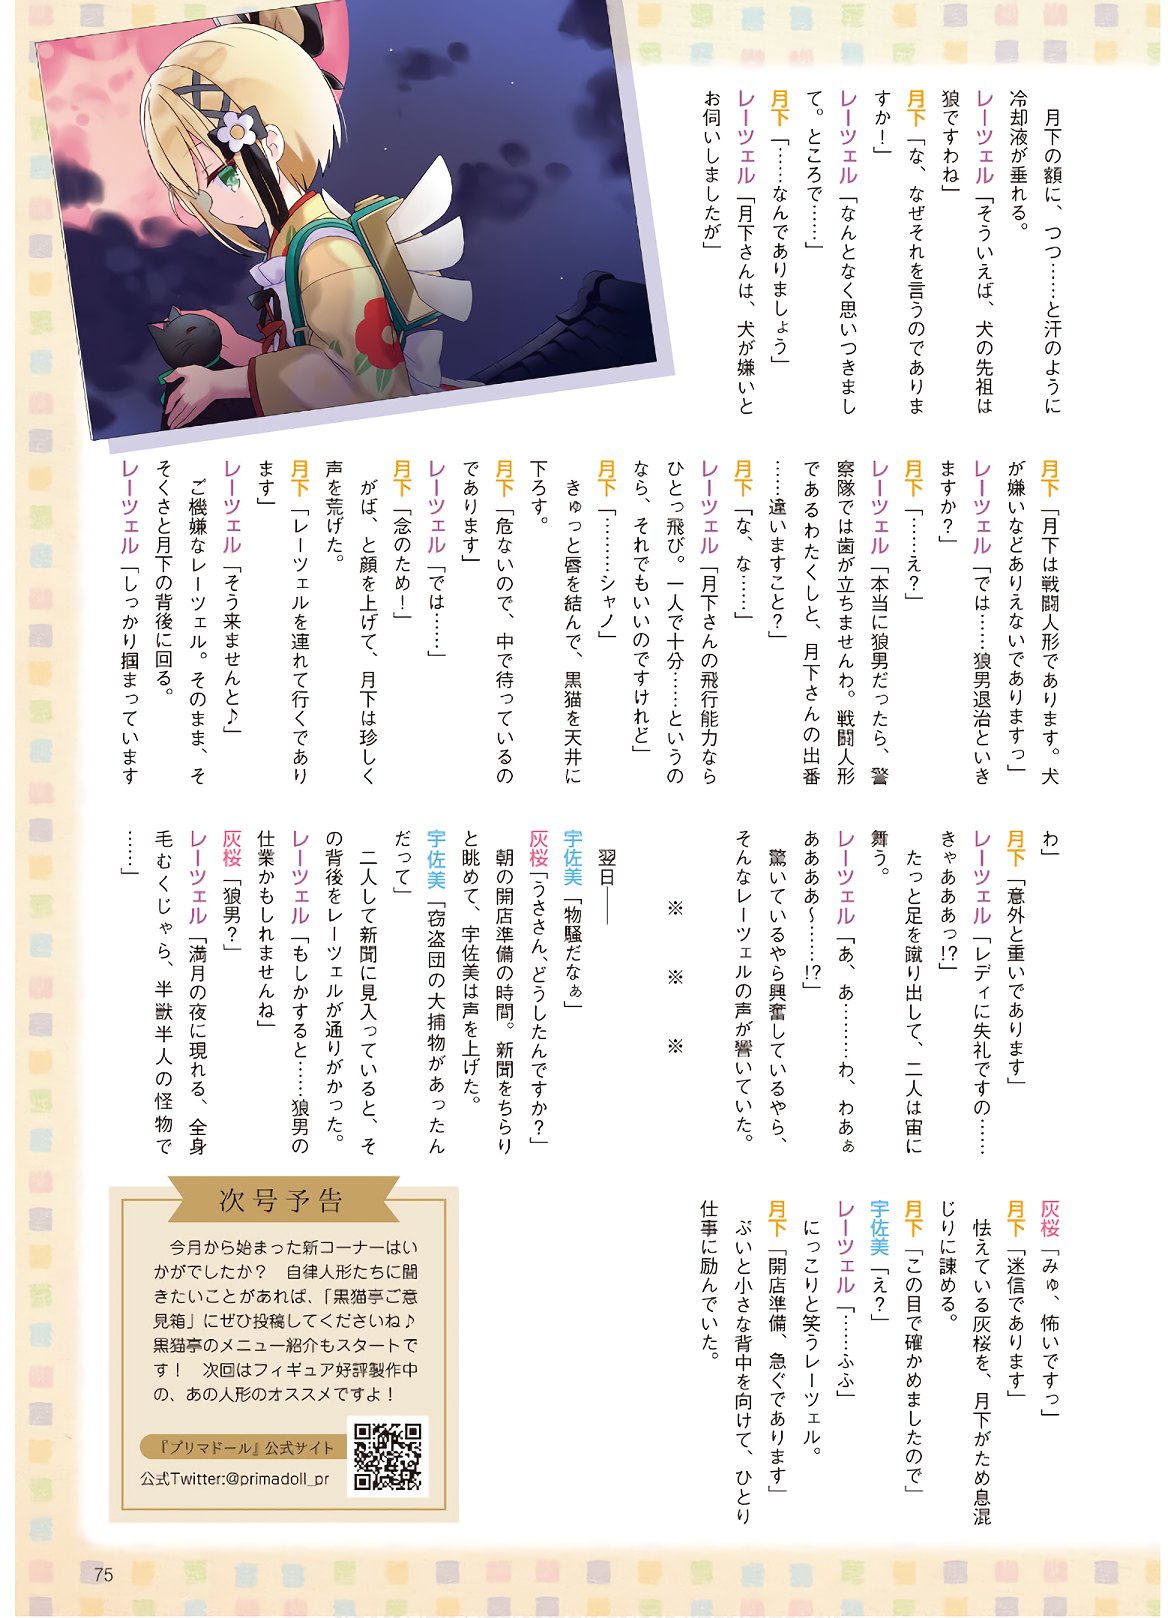 月下の額に、つつ……と汗のように
冷却液が垂れる。
レーツェル「そういえば、犬の先祖は
狼ですわね」
月下「な、なぜそれを言うのでありま
すか！」
レーツェル「なんとなく思いつきまし
て。ところで……」
月下「……なんでありましょう」
レーツェル「月下さんは、犬が嫌いと
お伺いしましたが」
月下「月下は戦闘人形であります。犬
が嫌いなどありえないでありますっ」
レーツェル「では……狼男退治といき
ますか？」
月下「……え？」
レーツェル「本当に狼男だったら、警
察隊では歯が立ちませんわ。戦闘人形
であるわたくしと、月下さんの出番
……違いますこと？」
月下「な、な……」
レーツェル「月下さんの飛行能力なら
ひとっ飛び。一人で十分……というの
なら、それでもいいのですけれど」
月下「………シャノ」
　きゅっと唇を結んで、黒猫を天井に
下ろす。
月下「危ないので、中で待っているの
であります」
レーツェル「では……」
月下「念のため！」
　がば、と顔を上げて、月下は珍しく
声を荒げた。
月下「レーツェルを連れて行くであり
ます」
レーツェル「そう来ませんと♪」
　ご機嫌なレーツェル。そのまま、そ
そくさと月下の背後に回る。
レーツェル「しっかり掴まっています
わ」
月下「意外と重いであります」
レーツェル「レディに失礼ですの……
きゃあああっ!?」
　たっと足を蹴り出して、二人は宙に
舞う。
レーツェル「あ、あ………わ、わあぁ
ああああ～……!?」
　驚いているやら興奮しているやら、
そんなレーツェルの声が響いていた。
※　※　※
　翌日――
宇佐美「物騒だなぁ」
灰桜「うささん、どうしたんですか？」
　朝の開店準備の時間。新聞をちらり
と眺めて、宇佐美は声を上げた。
宇佐美「窃盗団の大捕物があったん
だって」
　二人して新聞に見入っていると、そ
の背後をレーツェルが通りがかった。
レーツェル「もしかすると……狼男の
仕業かもしれませんね」
灰桜「狼男？」
レーツェル「満月の夜に現れる、全身
毛むくじゃら、半獣半人の怪物で
……」
灰桜「みゅ、怖いですっ」
月下「迷信であります」
　怯えている灰桜を、月下がため息混
じりに諫める。
月下「この目で確かめましたので」
宇佐美「え？」
レーツェル「……ふふ」
　にっこりと笑うレーツェル。
月下「開店準備、急ぐであります」
　ぷいと小さな背中を向けて、ひとり
仕事に励んでいた。
次号予告
　今月から始まった新コーナーはい
かがでしたか？　自律人形たちに聞
きたいことがあれば、「黒猫亭ご意
見箱」にぜひ投稿してくださいね♪
黒猫亭のメニュー紹介もスタートで
す！　次回はフィギュア好評製作中
の、あの人形のオススメですよ！
『プリマドール』公式サイト
公式Twitter:@primadoll_pr
75